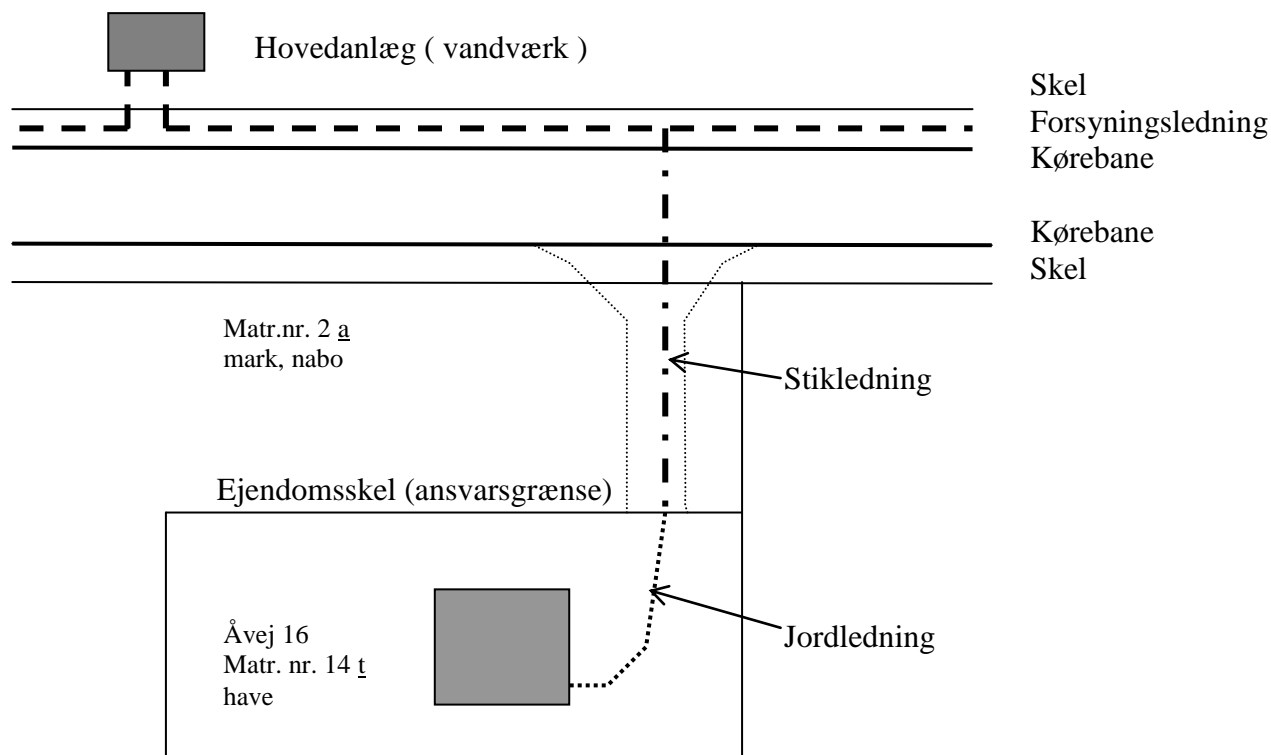 Hovedanlæg ( vandværk )
Skel
Forsyningsledning
Kørebane
Kørebane
Skel
Matr.nr. 2 a
mark, nabo
Stikledning
Ejendomsskel (ansvarsgrænse)
Åvej 16
Matr. nr. 14 t
have
Jordledning